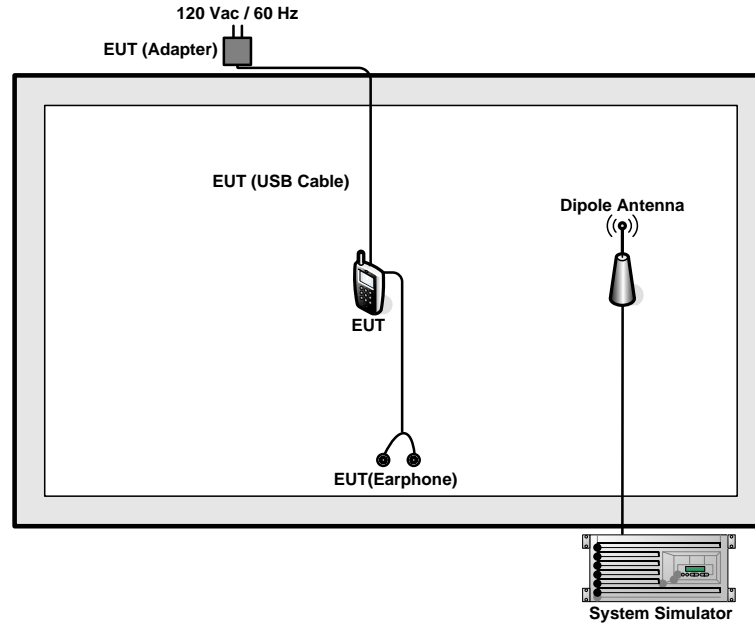 120 Vac / 60 Hz
EUT (Adapter)
EUT (USB Cable)
Dipole Antenna
EUT
EUT(Earphone)
System Simulator